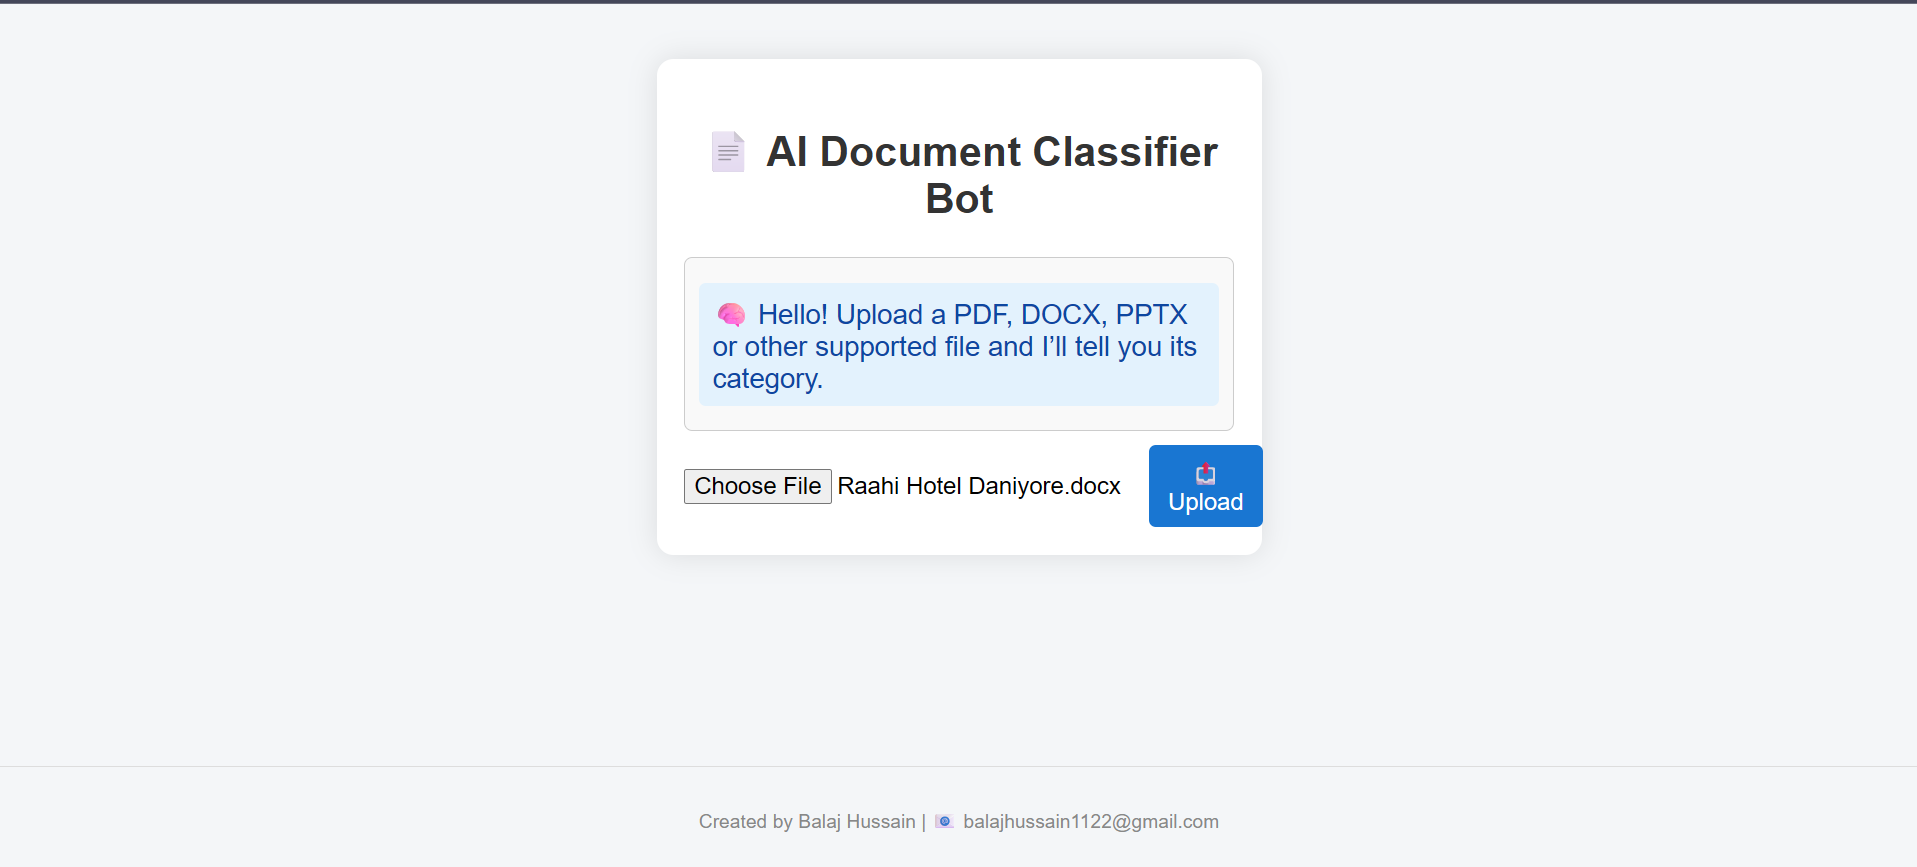 AI Document Classifier
Bot
Hello! Upload a PDF, DOCX, PPTX
or other supported file and I’ll tell you its
category.
Choose File Raahi Hotel Daniyore.docx
Upload
Created by Balaj Hussain | balajhussain1122@gmail.com